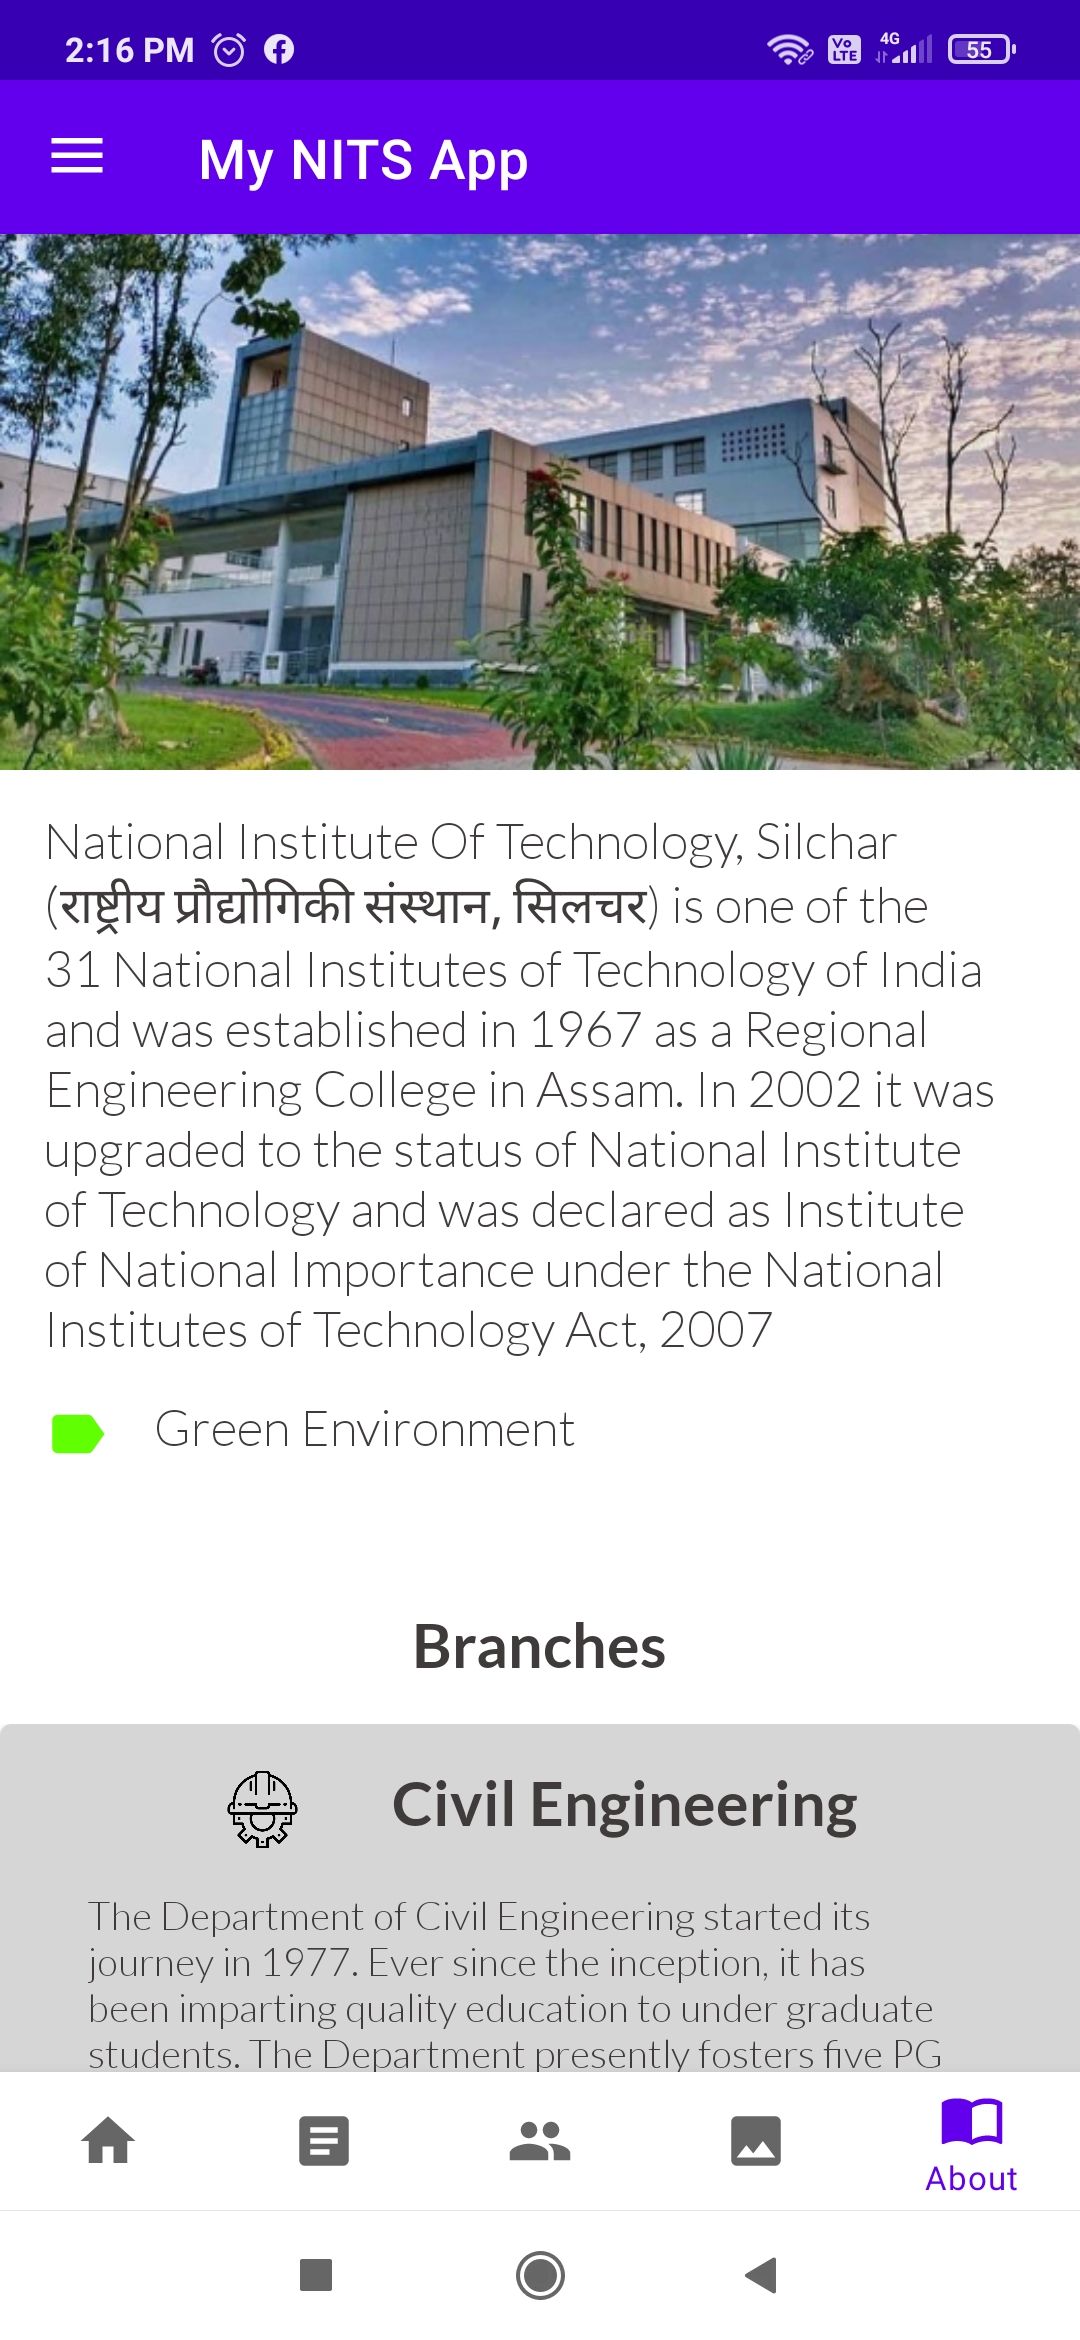 2:16 PM
Vo LTE 4G 55
My NITS App
National Institute Of Technology, Silchar
(राष्ट्रीय प्रौद्योगिकी संस्थान, सिलचर) is one of the
31 National Institutes of Technology of India
and was established in 1967 as a Regional
Engineering College in Assam. In 2002 it was
upgraded to the status of National Institute
of Technology and was declared as Institute
of National Importance under the National
Institutes of Technology Act, 2007
Green Environment
Branches
Civil Engineering
The Department of Civil Engineering started its
journey in 1977. Ever since the inception, it has
been imparting quality education to under graduate
students. The Department presently fosters five PG
About